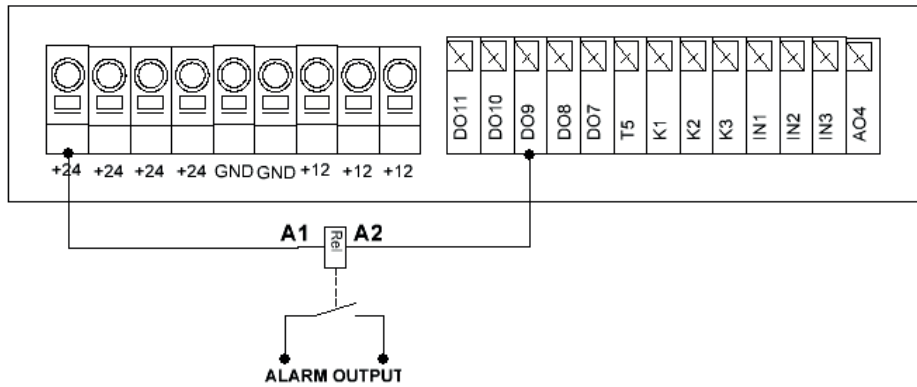 DO11 DO10 DO9 DO8 DO7 T5 K1 K2 K3 IN1 IN2 IN3 AO4
+24 +24 +24 +24 GND GND +12 +12 +12
A1 Rel A2
ALARM OUTPUT